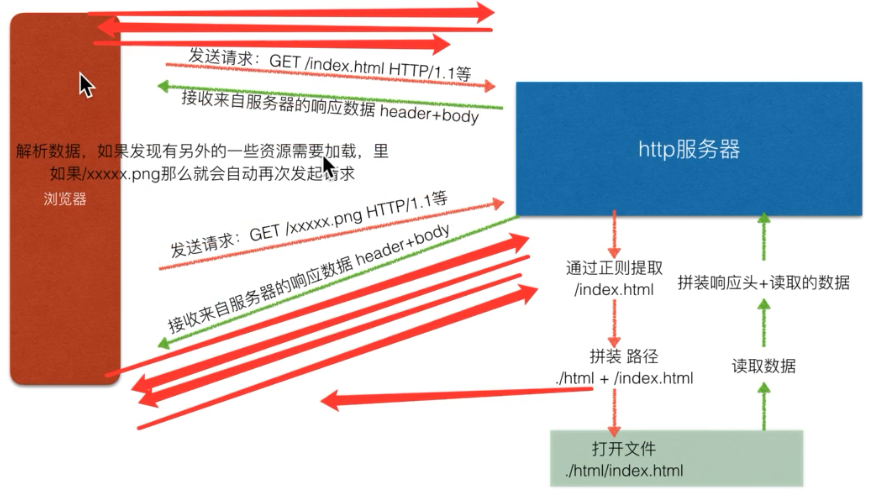 发送请求：GET /index.html HTTP/1.1等
接收来自服务器的响应数据 header+body
解析数据，如果发现有另外的一些资源需要加载，里
如果/xxxxx.png那么就会自动再次发起请求
浏览器
http服务器
发送请求：GET /xxxxx.png HTTP/1.1等
接收来自服务器的响应数据 header+body
通过正则提取
/index.html
拼装响应头+读取的数据
拼装 路径
./html + /index.html
读取数据
打开文件
./html/index.html